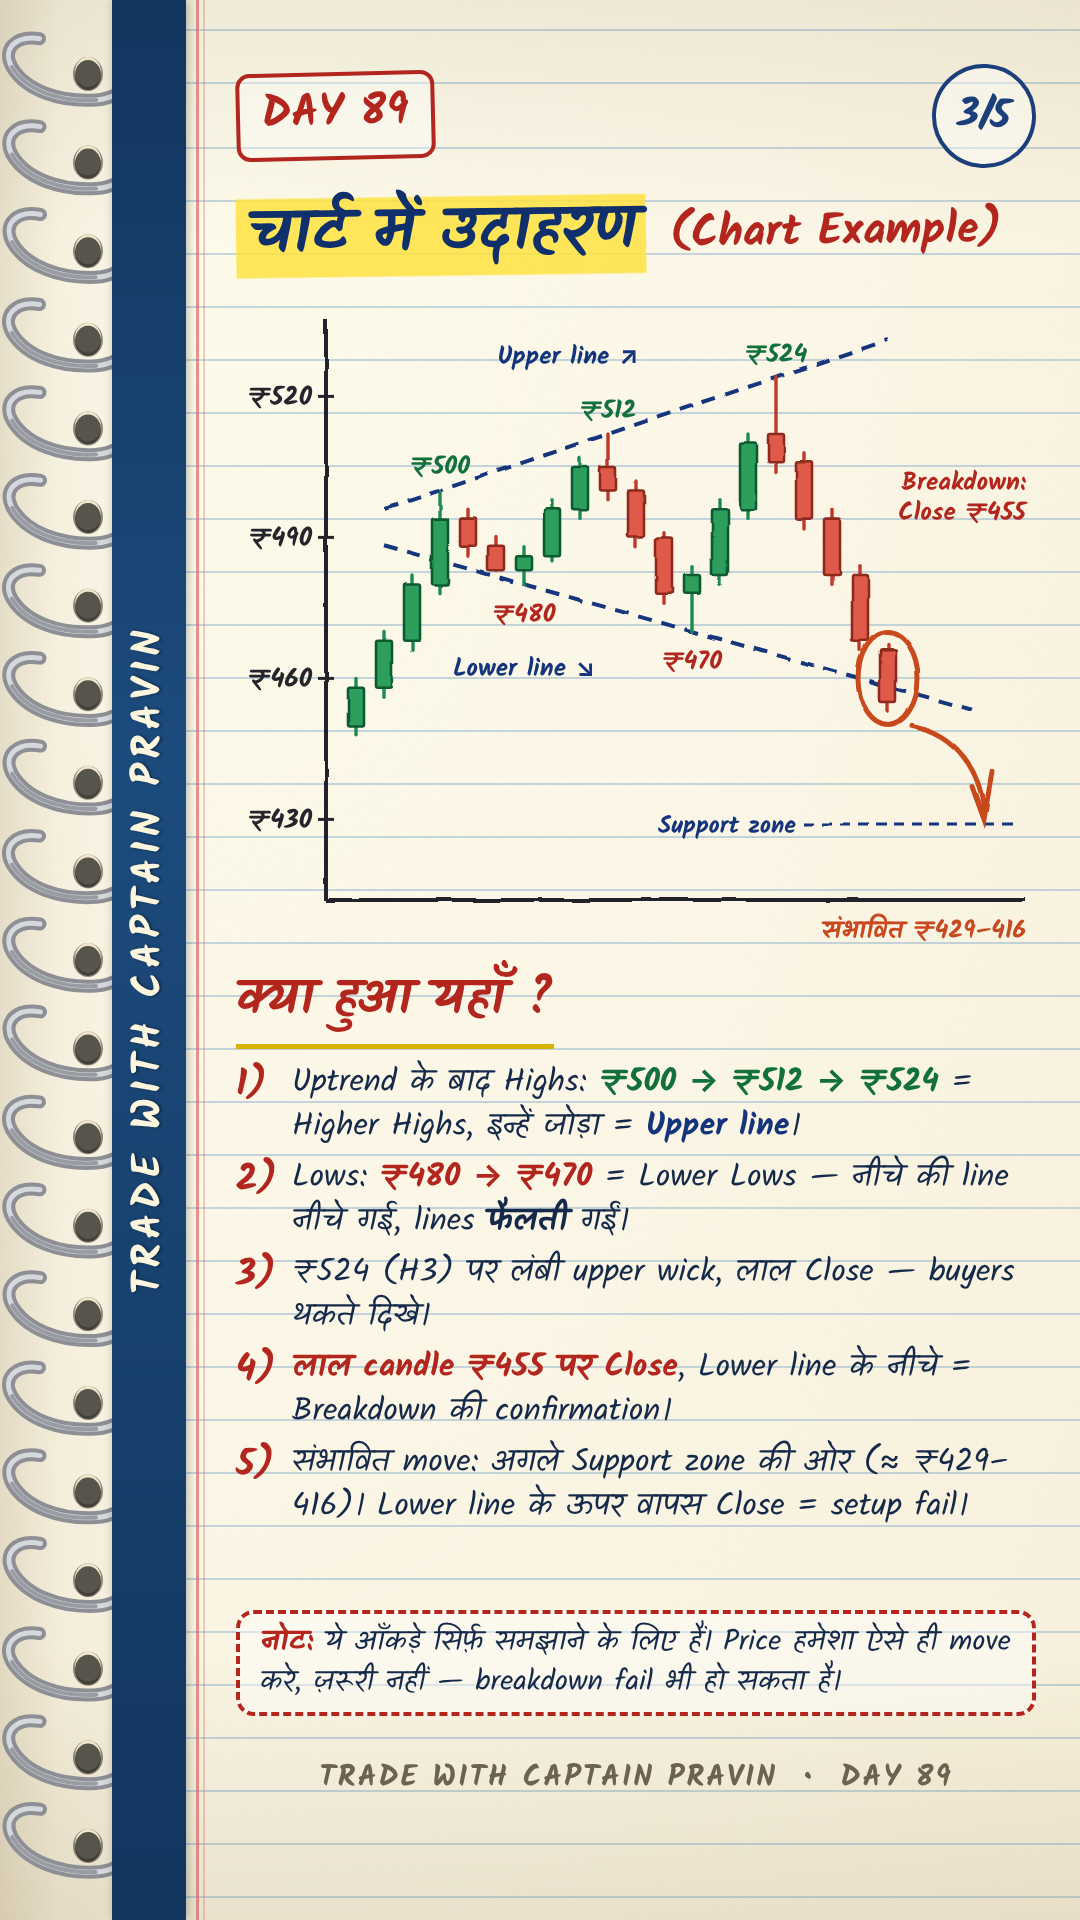 DAY 89
3/5
चार्ट में उदाहरण (Chart Example)
Upper line ↗
₹524
₹520
₹512
₹500
Breakdown:
Close ₹455
₹490
₹480
₹470
Lower line ↘
₹460
₹430
Support zone
संभावित ₹429–416
क्या हुआ यहाँ ?
1) Uptrend के बाद Highs: ₹500 → ₹512 → ₹524 =
Higher Highs, इन्हें जोड़ा = Upper line।
2) Lows: ₹480 → ₹470 = Lower Lows — नीचे की line
नीचे गई, lines फैलती गईं।
3) ₹524 (H3) पर लंबी upper wick, लाल Close — buyers
थकते दिखे।
4) लाल candle ₹455 पर Close, Lower line के नीचे =
Breakdown की confirmation।
5) संभावित move: अगले Support zone की ओर (≈ ₹429–
416)। Lower line के ऊपर वापस Close = setup fail।
नोट: ये आँकड़े सिर्फ़ समझाने के लिए हैं। Price हमेशा ऐसे ही move
करे, ज़रूरी नहीं — breakdown fail भी हो सकता है।
TRADE WITH CAPTAIN PRAVIN · DAY 89
TRADE WITH CAPTAIN PRAVIN